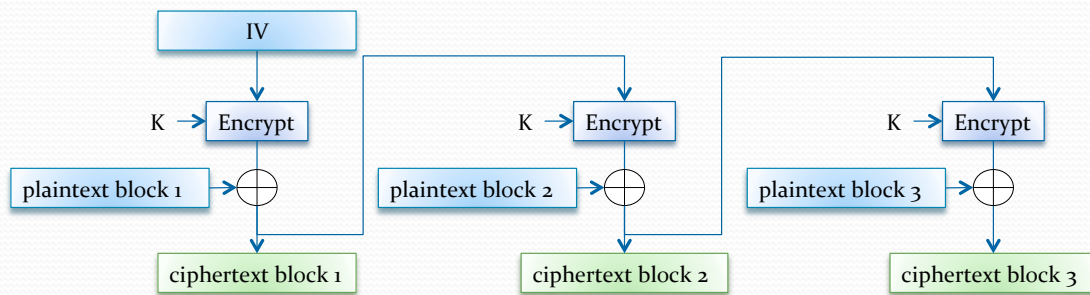 IV
K Encrypt K Encrypt K Encrypt
plaintext block 1 plaintext block 2 plaintext block 3
ciphertext block 1 ciphertext block 2 ciphertext block 3